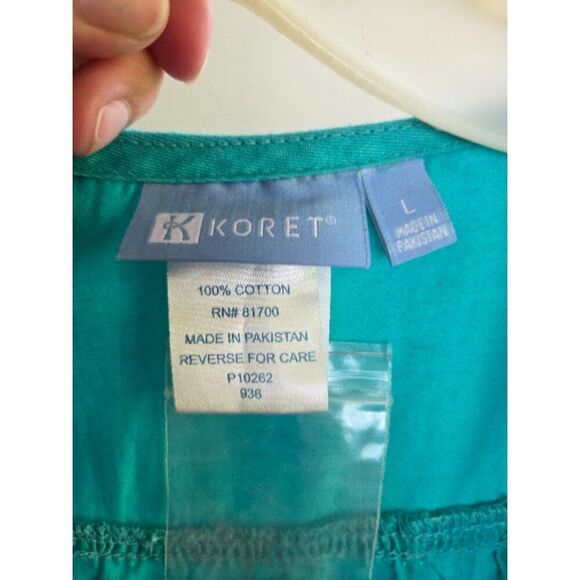 K KORET®
L
MADE IN
PAKISTAN
100% COTTON
RN# 81700
MADE IN PAKISTAN
REVERSE FOR CARE
P10262
936